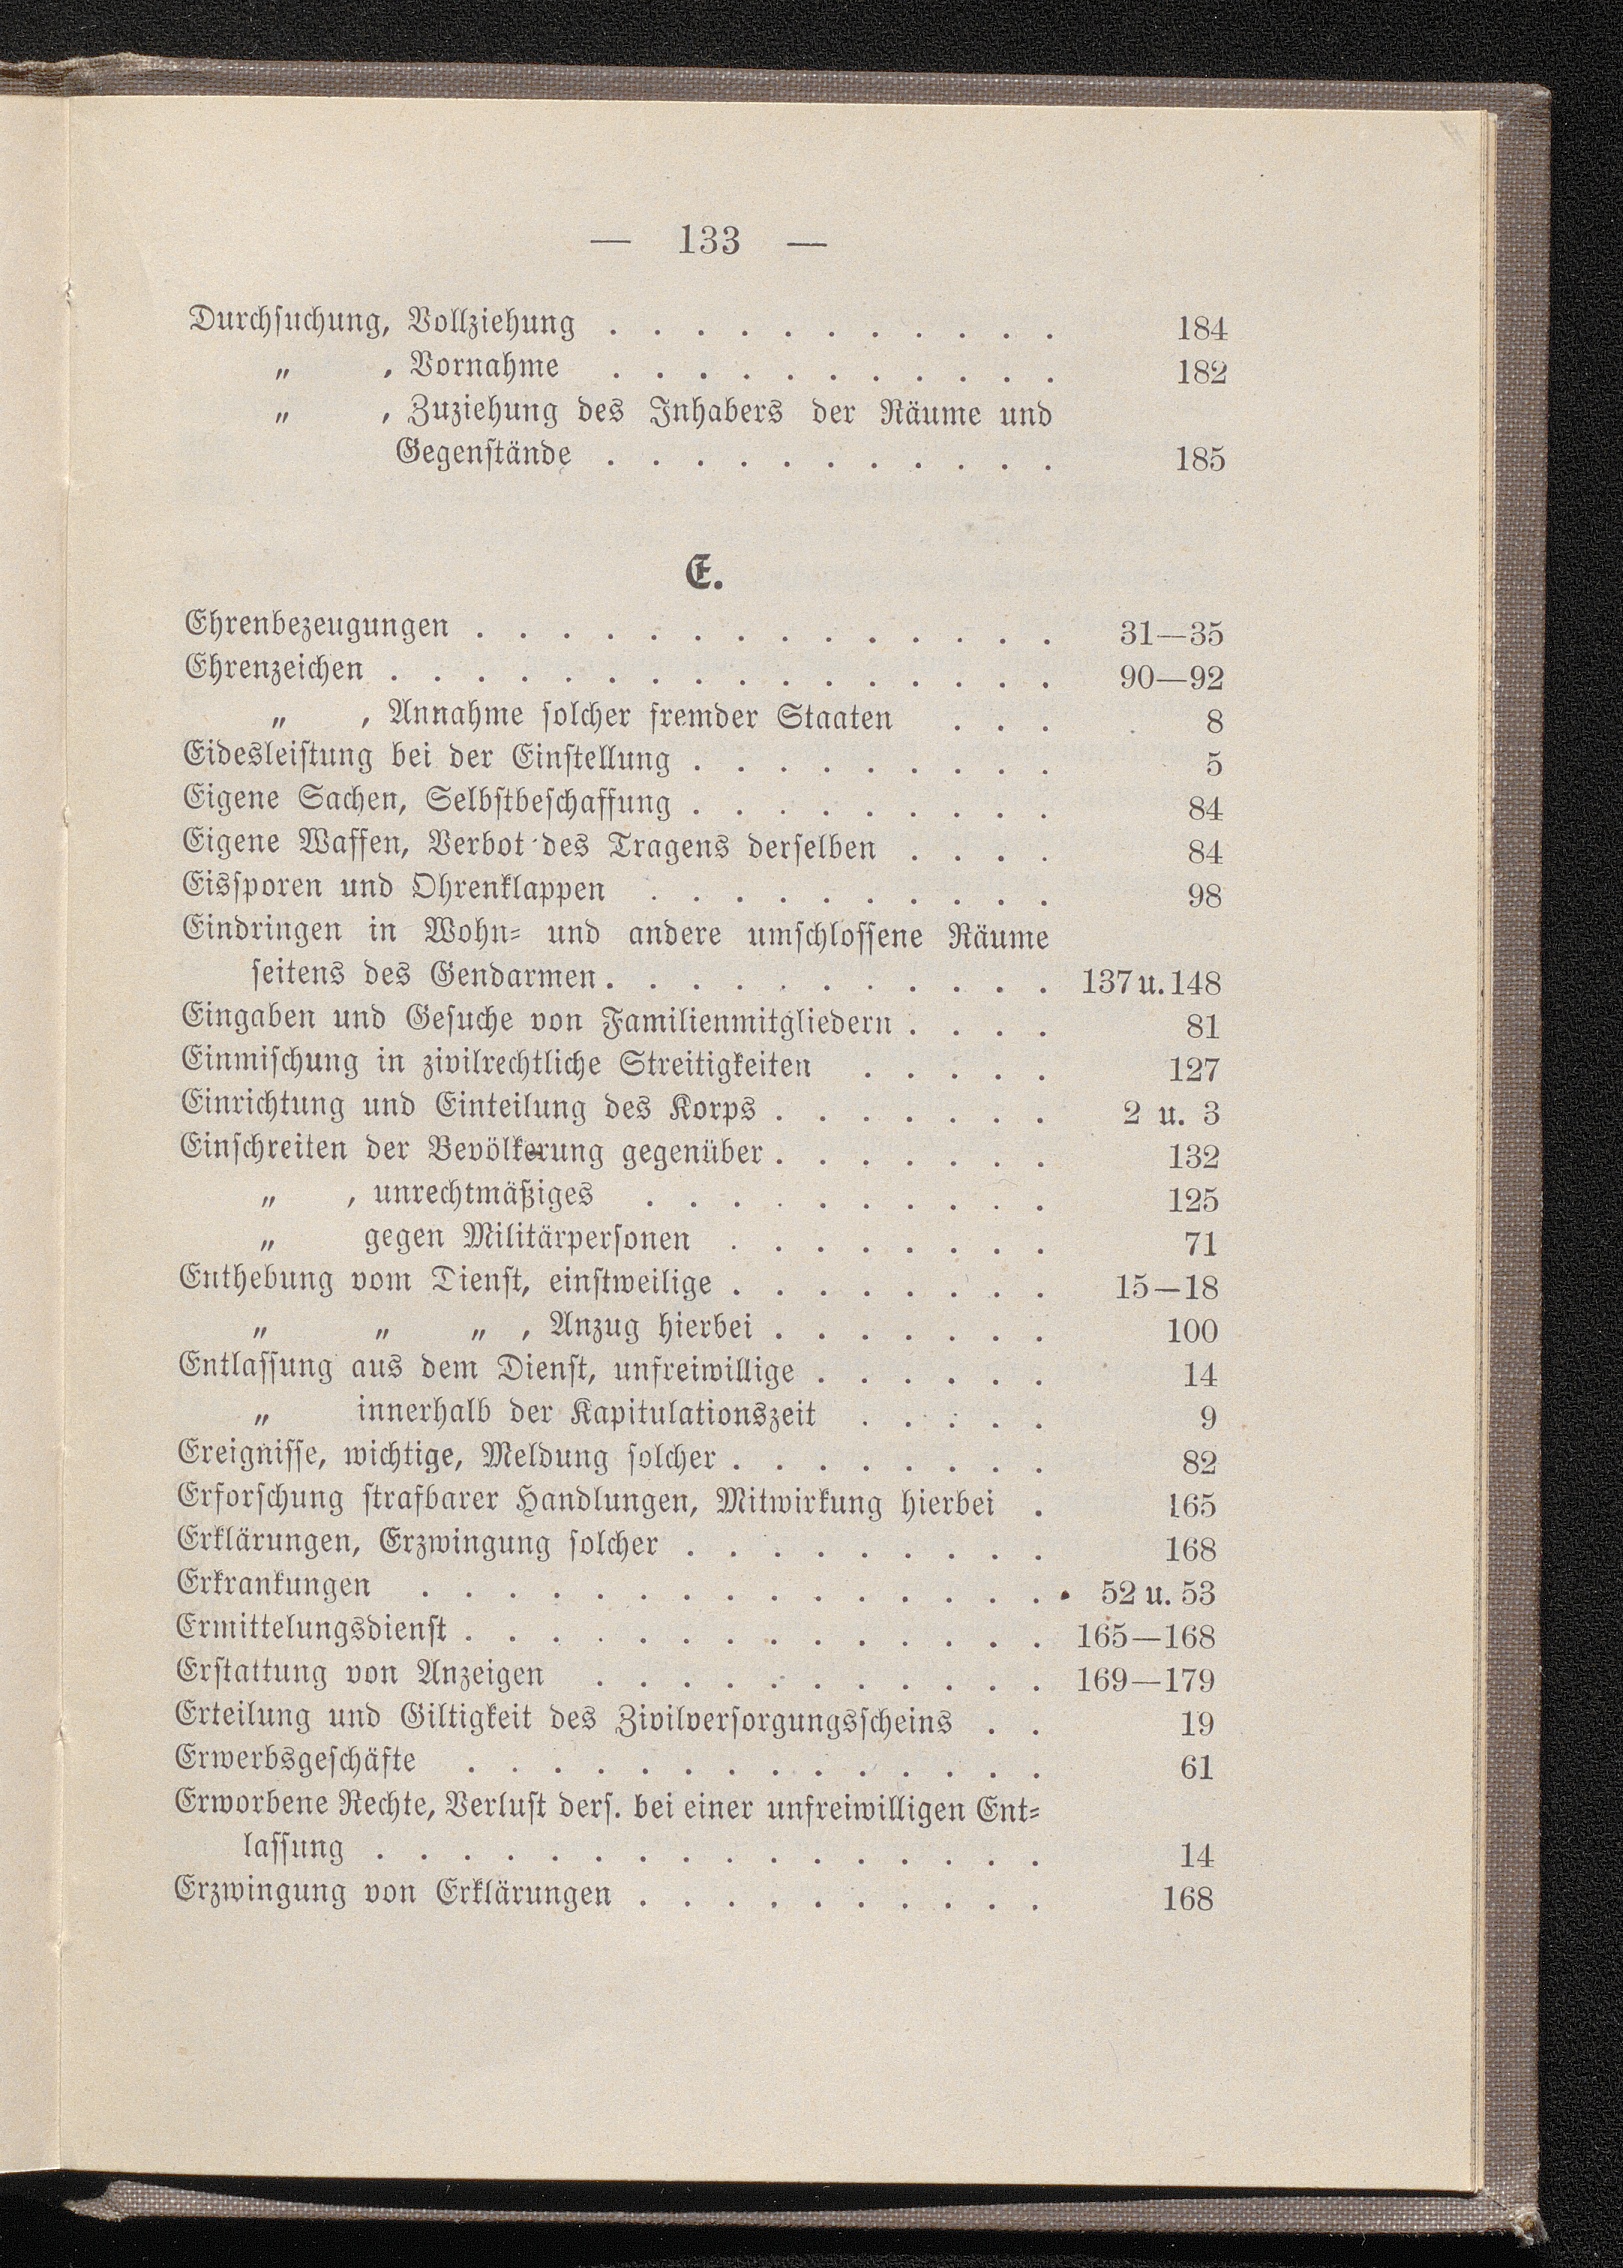 — 133 —
Durchsuchung, Vollziehung . . . . . . . . . . . 184
„ , Vornahme . . . . . . . . . . . 182
„ , Zuziehung des Inhabers der Räume und
Gegenstände . . . . . . . . . . . 185
E.
Ehrenbezeugungen . . . . . . . . . . . . . . 31—35
Ehrenzeichen . . . . . . . . . . . . . . . . 90—92
„ , Annahme solcher fremder Staaten . . . 8
Eidesleistung bei der Einstellung . . . . . . . . . 5
Eigene Sachen, Selbstbeschaffung . . . . . . . . . 84
Eigene Waffen, Verbot des Tragens derselben . . . . 84
Eissporen und Ohrenklappen . . . . . . . . . . 98
Eindringen in Wohn- und andere umschlossene Räume
seitens des Gendarmen . . . . . . . . . . . 137 u. 148
Eingaben und Gesuche von Familienmitgliedern . . . . 81
Einmischung in zivilrechtliche Streitigkeiten . . . . . 127
Einrichtung und Einteilung des Korps . . . . . . . 2 u. 3
Einschreiten der Bevölkerung gegenüber . . . . . . . 132
„ , unrechtmäßiges . . . . . . . . . . 125
„ gegen Militärpersonen . . . . . . . . 71
Enthebung vom Dienst, einstweilige . . . . . . . . 15—18
„ „ „ , Anzug hierbei . . . . . . . 100
Entlassung aus dem Dienst, unfreiwillige . . . . . . 14
„ innerhalb der Kapitulationszeit . . . . . 9
Ereignisse, wichtige, Meldung solcher . . . . . . . . 82
Erforschung strafbarer Handlungen, Mitwirkung hierbei . 165
Erklärungen, Erzwingung solcher . . . . . . . . . 168
Erkrankungen . . . . . . . . . . . . . . . . 52 u. 53
Ermittelungsdienst . . . . . . . . . . . . . . 165—168
Erstattung von Anzeigen . . . . . . . . . . . 169—179
Erteilung und Giltigkeit des Zivilversorgungsscheins . . 19
Erwerbsgeschäfte . . . . . . . . . . . . . . 61
Erworbene Rechte, Verlust ders. bei einer unfreiwilligen Ent-
lassung . . . . . . . . . . . . . . . . 14
Erzwingung von Erklärungen . . . . . . . . . . 168